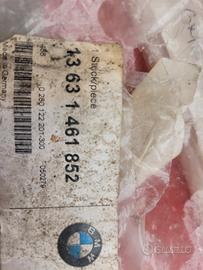 1 Stück/piece
13 63 1 461 852
0 280 122 201-300
Made in Germany
BMW
SUBITO